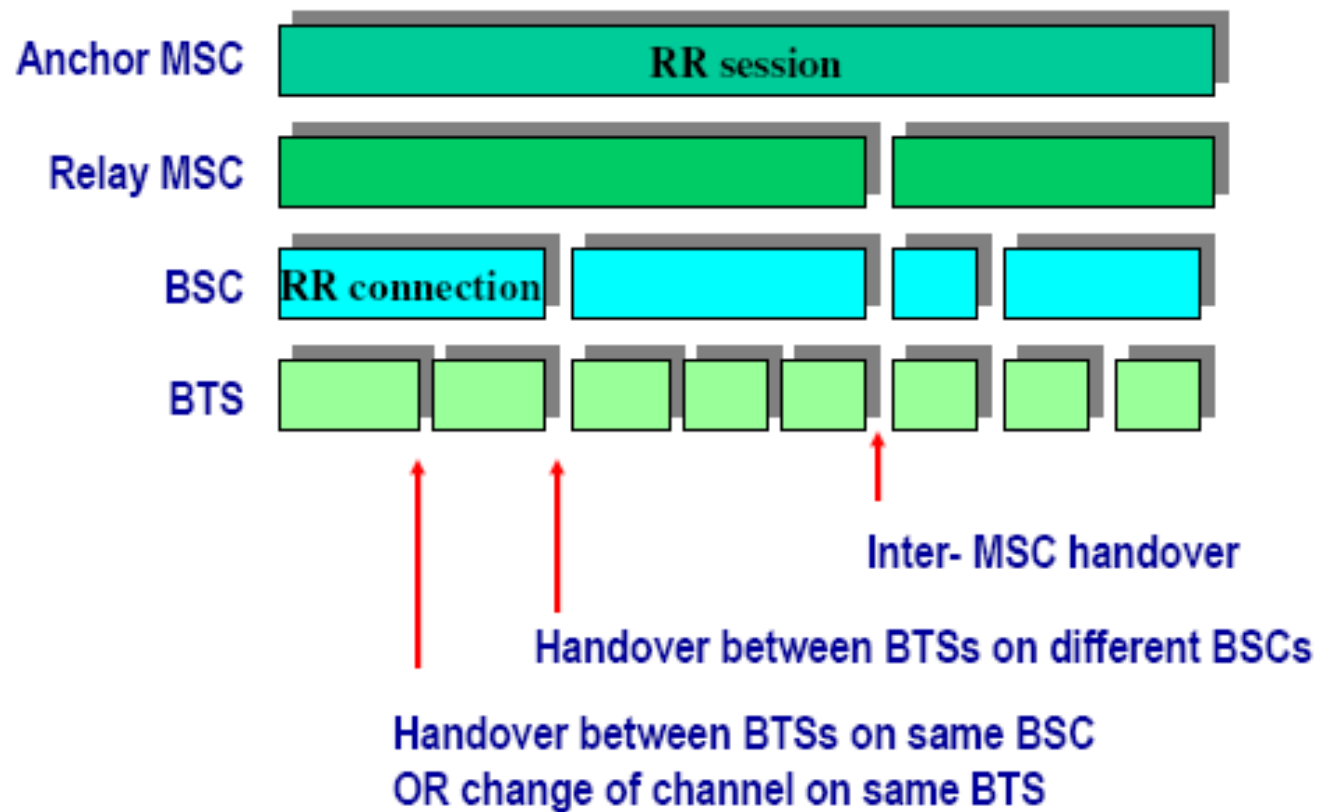 Anchor MSC
RR session
Relay MSC
BSC
RR connection
BTS
Inter- MSC handover
Handover between BTSs on different BSCs
Handover between BTSs on same BSC
OR change of channel on same BTS